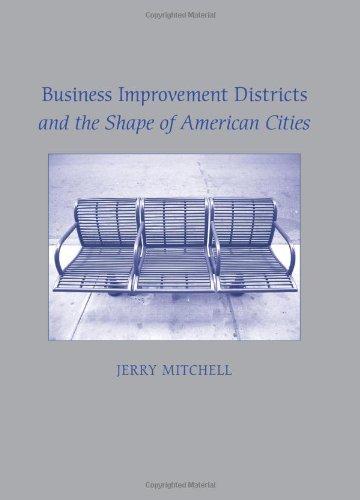 Copyrighted Material
Business Improvement Districts
and the Shape of American Cities
JERRY MITCHELL
Copyrighted Material